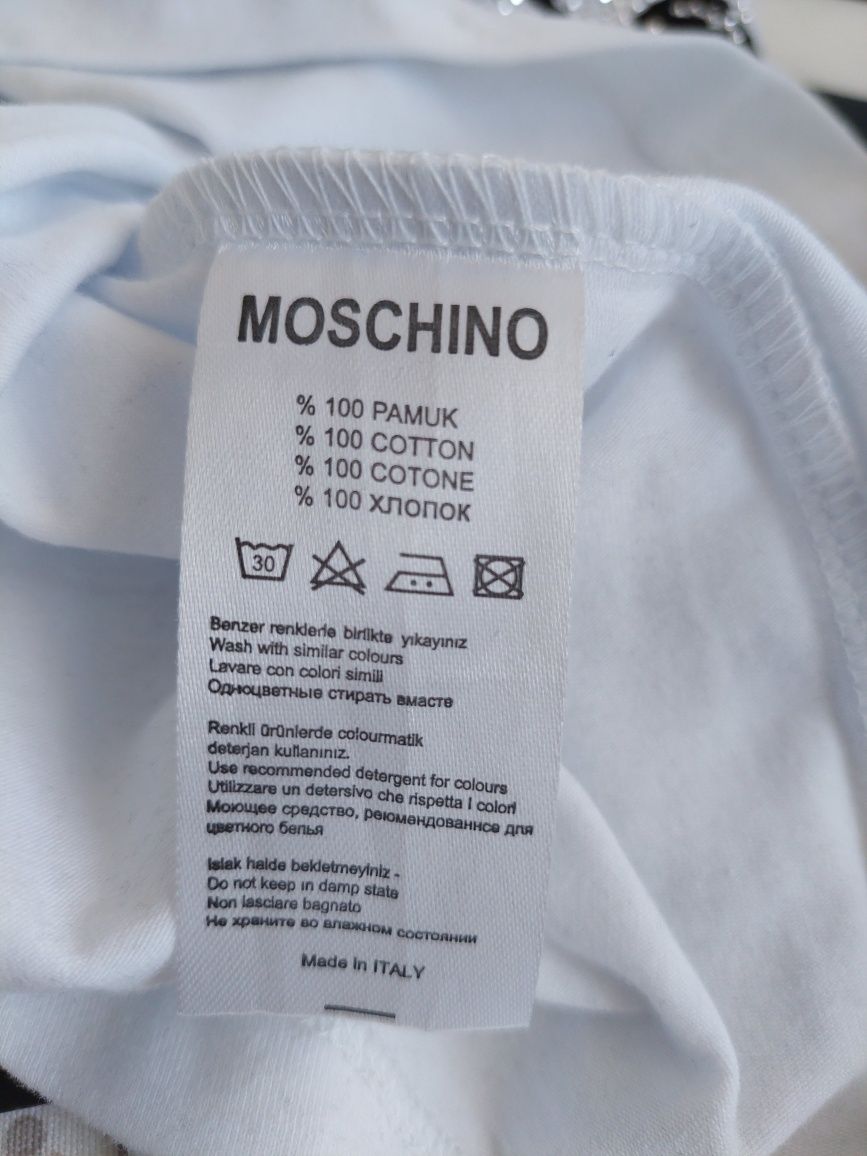 MOSCHINO
% 100 PAMUK
% 100 COTTON
% 100 COTONE
% 100 ХЛОПОК
30
Benzer renklerle birlikte yıkayınız
Wash with similar colours
Lavare con colori simili
Одноцветные стирать вмасте
Renkli ürünlerde colourmatik
deterjan kullanınız.
Use recommended detergent for colours
Utilizzare un detersivo che rispetta i colori
Моющее средство, рекомендованнсе для
цветного белья
Islak halde bekletmeyiniz -
Do not keep in damp state
Non lasciare bagnato
Не храните во влажном состоянии
Made in ITALY